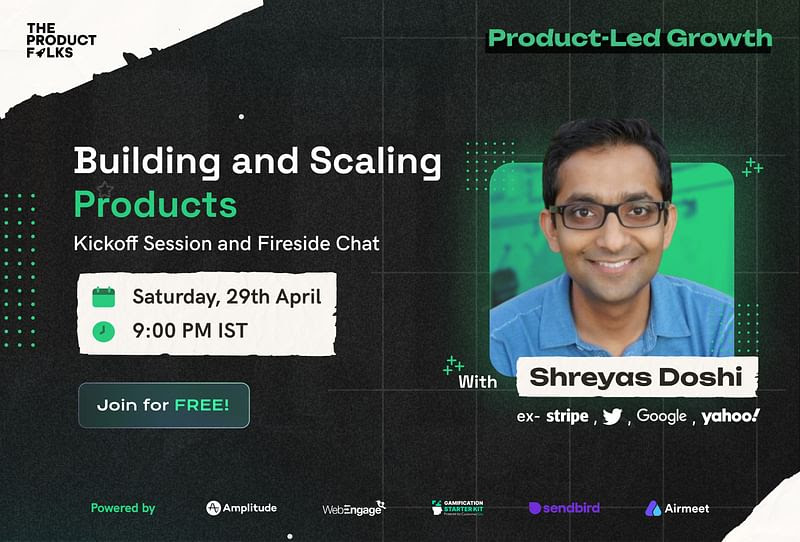 THE
PRODUCT
FOLKS
Product-Led Growth
Building and Scaling
Products
Kickoff Session and Fireside Chat
Saturday, 29th April
9:00 PM IST
Join for FREE!
With
Shreyas Doshi
ex- stripe , , Google , yahoo!
Powered by
Amplitude
WebEngage
GAMIFICATION
STARTER KIT
sendbird
Airmeet